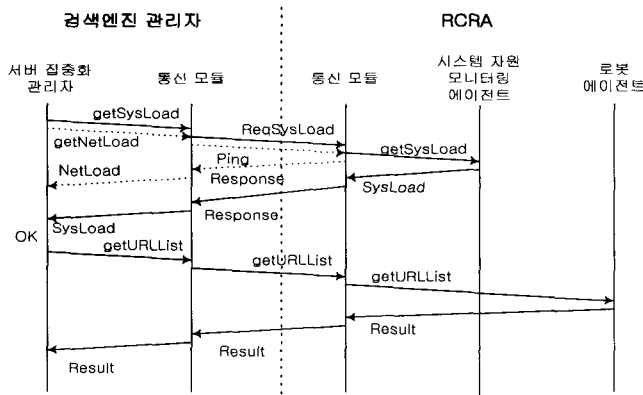 검색엔진 관리자
RCRA
서버 집중화
관리자
통신 모듈
통신 모듈
시스템 자원
모니터링
에이전트
로봇
에이전트
getSysLoad
getNetLoad
ReqSysLoad
getSysLoad
Ping
NetLoad
Response
SysLoad
Response
SysLoad
OK
getURLList
getURLList
getURLList
Result
Result
Result